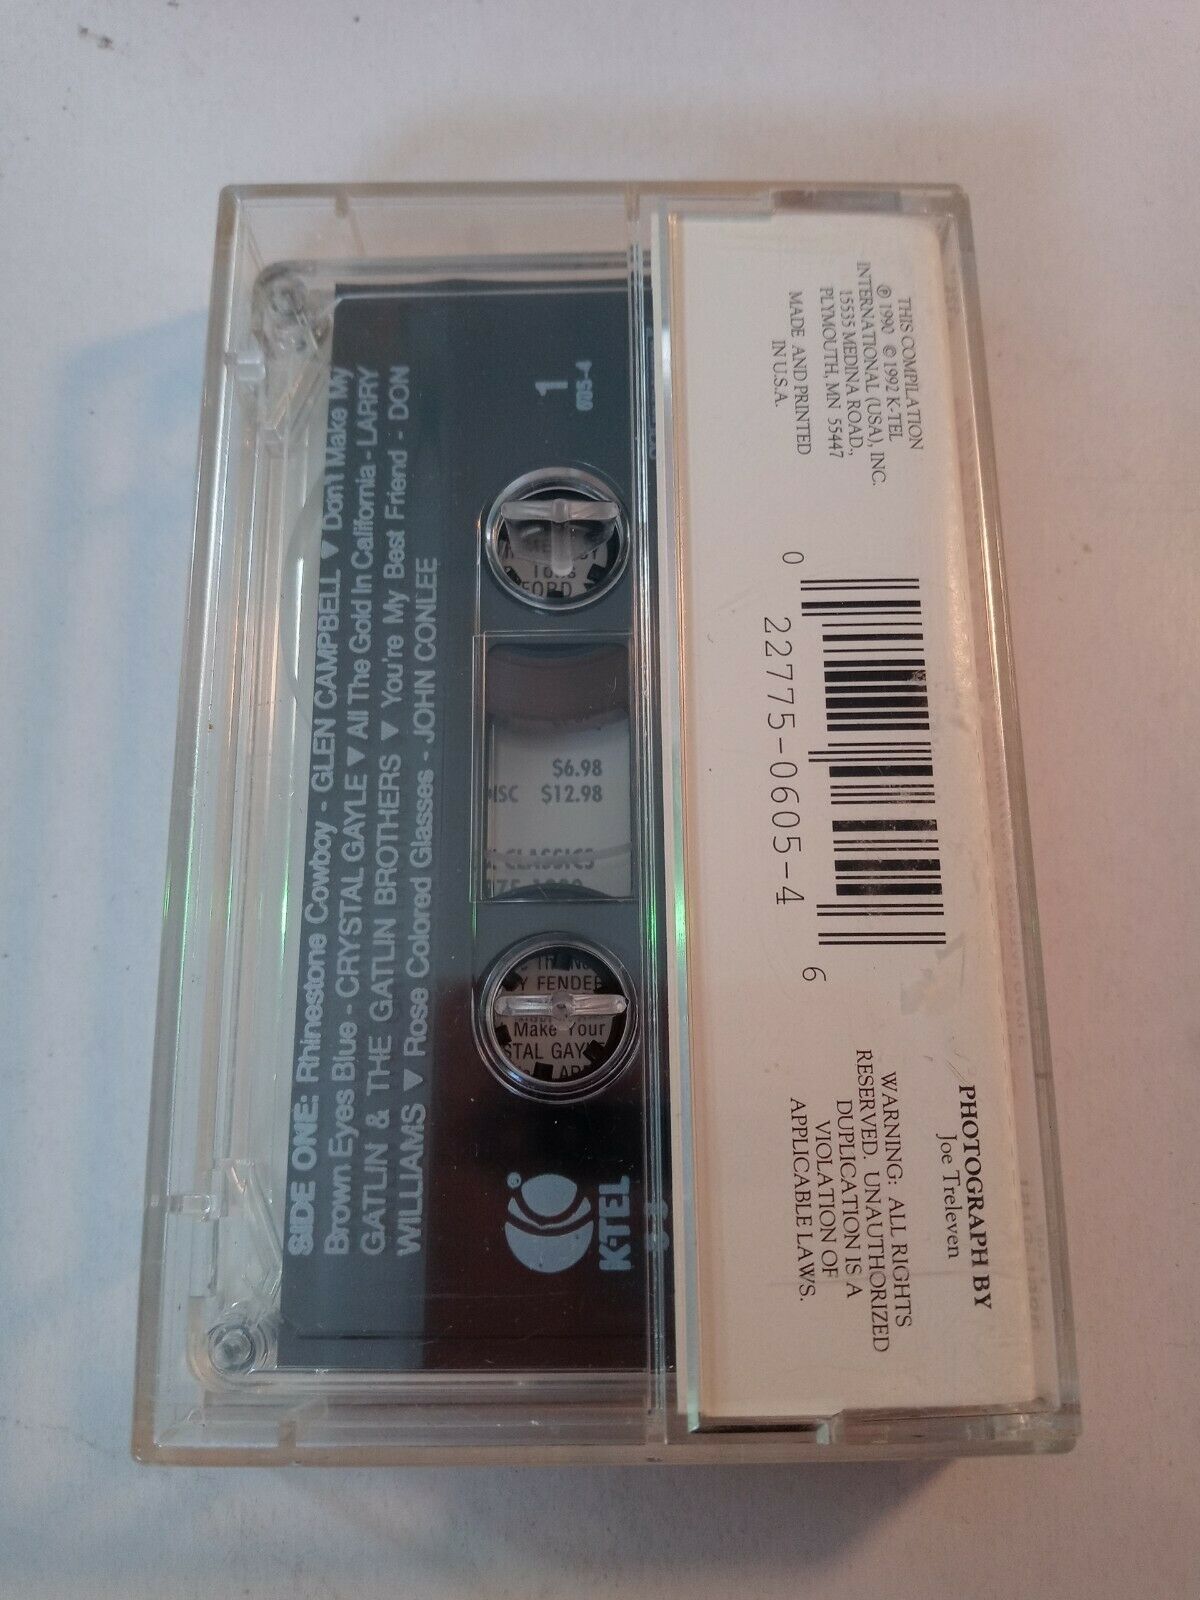 SIDE ONE: Rhinestone Cowboy - GLEN CAMPBELL ▼ Don't Make My
Brown Eyes Blue - CRYSTAL GAYLE ▼ All The Gold In California - LARRY
GATLIN & THE GATLIN BROTHERS ▼ You're My Best Friend - DON
WILLIAMS ▼ Rose Colored Glasses - JOHN CONLEE
1
605-4
®
K-TEL
$6.98
$12.98
CLASSICS
FORD
Y FENDER
Make Your
STAL GAYLE
THIS COMPILATION
℗ 1990 © 1992 K-TEL
INTERNATIONAL (USA), INC.
15535 MEDINA ROAD.,
PLYMOUTH, MN 55447
MADE AND PRINTED
IN U.S.A.
0 22775-0605-4 6
PHOTOGRAPH BY
Joe Treleven
WARNING: ALL RIGHTS
RESERVED. UNAUTHORIZED
DUPLICATION IS A
VIOLATION OF
APPLICABLE LAWS.